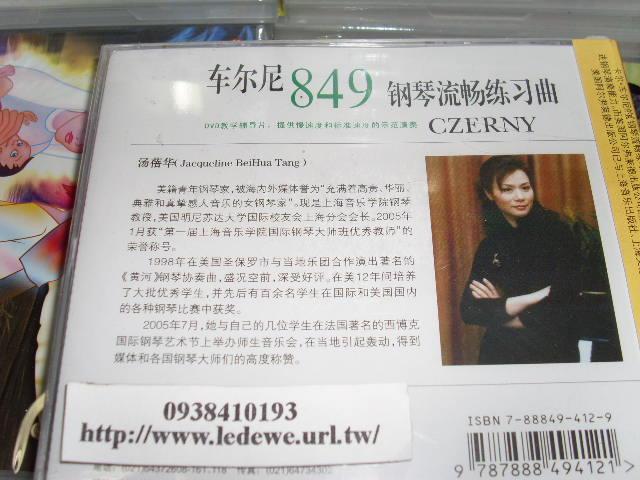 车尔尼849钢琴流畅练习曲
DVD教学辅导片，提供慢速度和标准速度的示范演奏
CZERNY
汤蓓华(Jacqueline BeiHua Tang)
美籍青年钢琴家,被海内外媒体誉为“充满着高贵、华丽、
典雅和真挚感人音乐的女钢琴家”。现是上海音乐学院钢琴
教授,美国明尼苏达大学国际校友会上海分会会长。2005年
1月获“第一届上海音乐学院国际钢琴大师班优秀教师”的
荣誉称号。
1998年在美国圣保罗市与当地乐团合作演出著名的
《黄河》钢琴协奏曲，盛况空前，深受好评。在美12年间培养
了大批优秀学生，并先后有百余名学生在国际和美国国内
的各种钢琴比赛中获奖。
2005年7月,她与自己的几位学生在法国著名的西博克
国际钢琴艺术节上举办师生音乐会,在当地引起轰动,得到
媒体和各国钢琴大师们的高度称赞。
0938410193
http://www.ledewe.url.tw/
ISBN 7-88849-412-9
9 787888 494121>